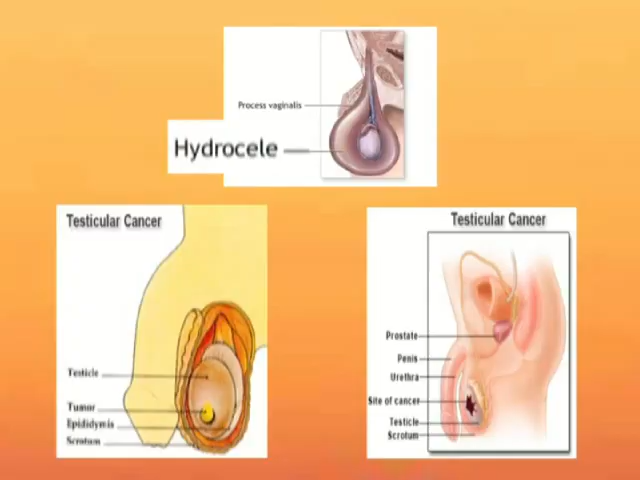 Process vaginalis
Hydrocele
Testicular Cancer
Testicle
Tumor
Epididymis
Scrotum
Testicular Cancer
Prostate
Penis
Urethra
Site of cancer
Testicle
Scrotum